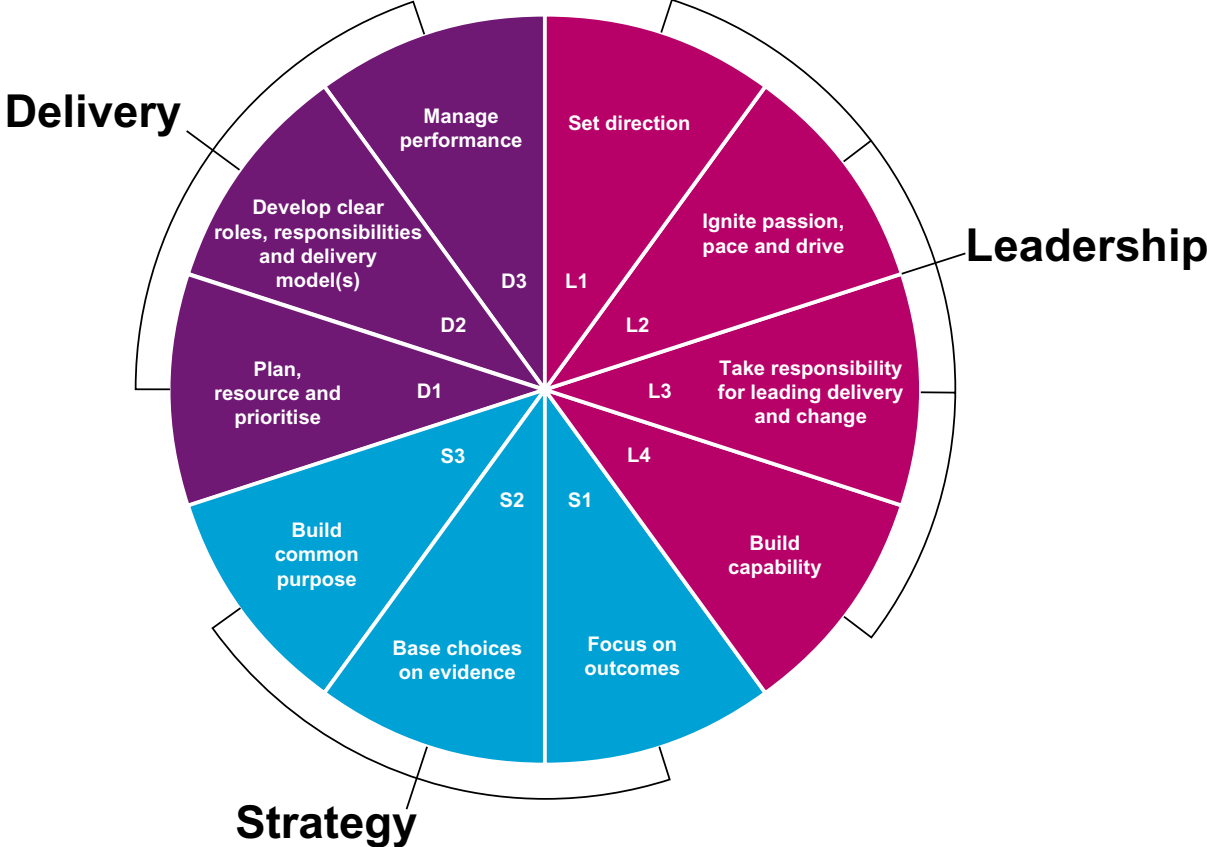 Delivery
Manage
performance
Set direction
Develop clear
roles, responsibilities
and delivery
model(s)
Ignite passion,
pace and drive
Leadership
D3
L1
D2
L2
Plan,
resource and
prioritise
D1
L3
Take responsibility
for leading delivery
and change
S3
L4
S2
S1
Build
common
purpose
Build
capability
Base choices
on evidence
Focus on
outcomes
Strategy